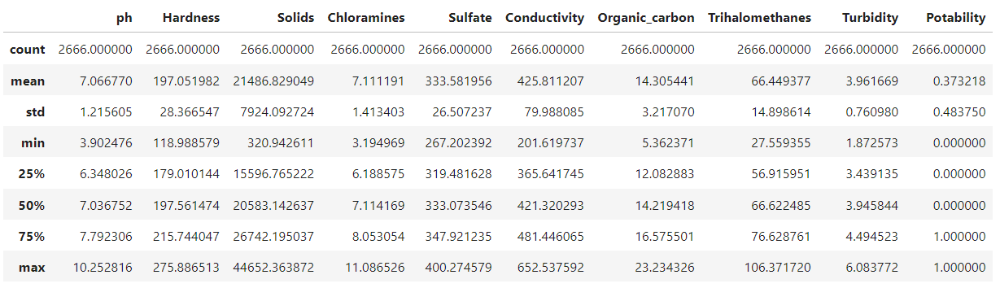 ph Hardness Solids Chloramines Sulfate Conductivity Organic_carbon Trihalomethanes Turbidity Potability
count 2666.000000 2666.000000 2666.000000 2666.000000 2666.000000 2666.000000 2666.000000 2666.000000 2666.000000 2666.000000
mean 7.066770 197.051982 21486.829049 7.111191 333.581956 425.811207 14.305441 66.449377 3.961669 0.373218
std 1.215605 28.366547 7924.092724 1.413403 26.507237 79.988085 3.217070 14.898614 0.760980 0.483750
min 3.902476 118.988579 320.942611 3.194969 267.202392 201.619737 5.362371 27.559355 1.872573 0.000000
25% 6.348026 179.010144 15596.765222 6.188575 319.481628 365.641745 12.082883 56.915951 3.439135 0.000000
50% 7.036752 197.561474 20583.142637 7.114169 333.073546 421.320293 14.219418 66.622485 3.945844 0.000000
75% 7.792306 215.744047 26742.195037 8.053054 347.921235 481.446065 16.575501 76.628761 4.494523 1.000000
max 10.252816 275.886513 44652.363872 11.086526 400.274579 652.537592 23.234326 106.371720 6.083772 1.000000